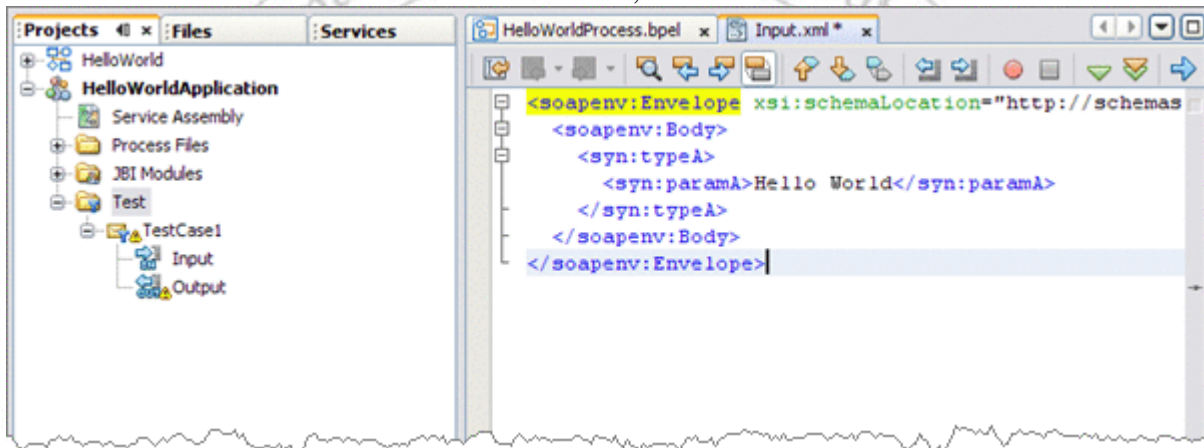 Projects Files Services
HelloWorld
HelloWorldApplication
Service Assembly
Process Files
JBI Modules
Test
TestCase1
Input
Output
HelloWorldProcess.bpel x Input.xml * x
<soapenv:Envelope xsi:schemaLocation="http://schemas
<soapenv:Body>
<syn:typeA>
<syn:paramA>Hello World</syn:paramA>
</syn:typeA>
</soapenv:Body>
</soapenv:Envelope>